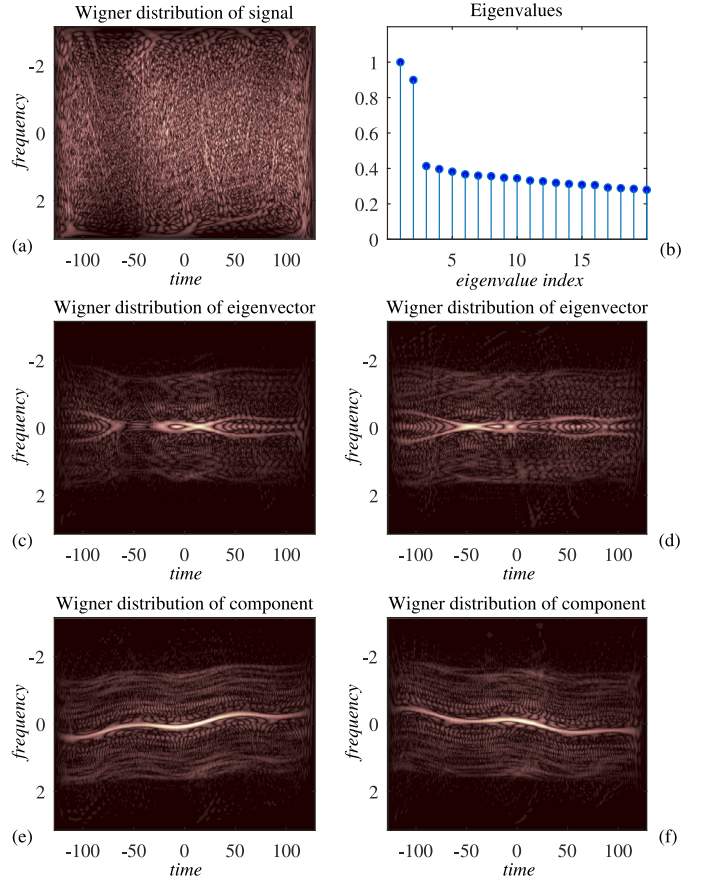 Wigner distribution of signal
-2
0
2
frequency
-100 -50 0 50 100
time
(a)
Eigenvalues
1
0.8
0.6
0.4
0.2
0
5 10 15
eigenvalue index
(b)
Wigner distribution of eigenvector
-2
0
2
frequency
-100 -50 0 50 100
time
(c)
Wigner distribution of eigenvector
-2
0
2
frequency
-100 -50 0 50 100
time
(d)
Wigner distribution of component
-2
0
2
frequency
-100 -50 0 50 100
time
(e)
Wigner distribution of component
-2
0
2
frequency
-100 -50 0 50 100
time
(f)